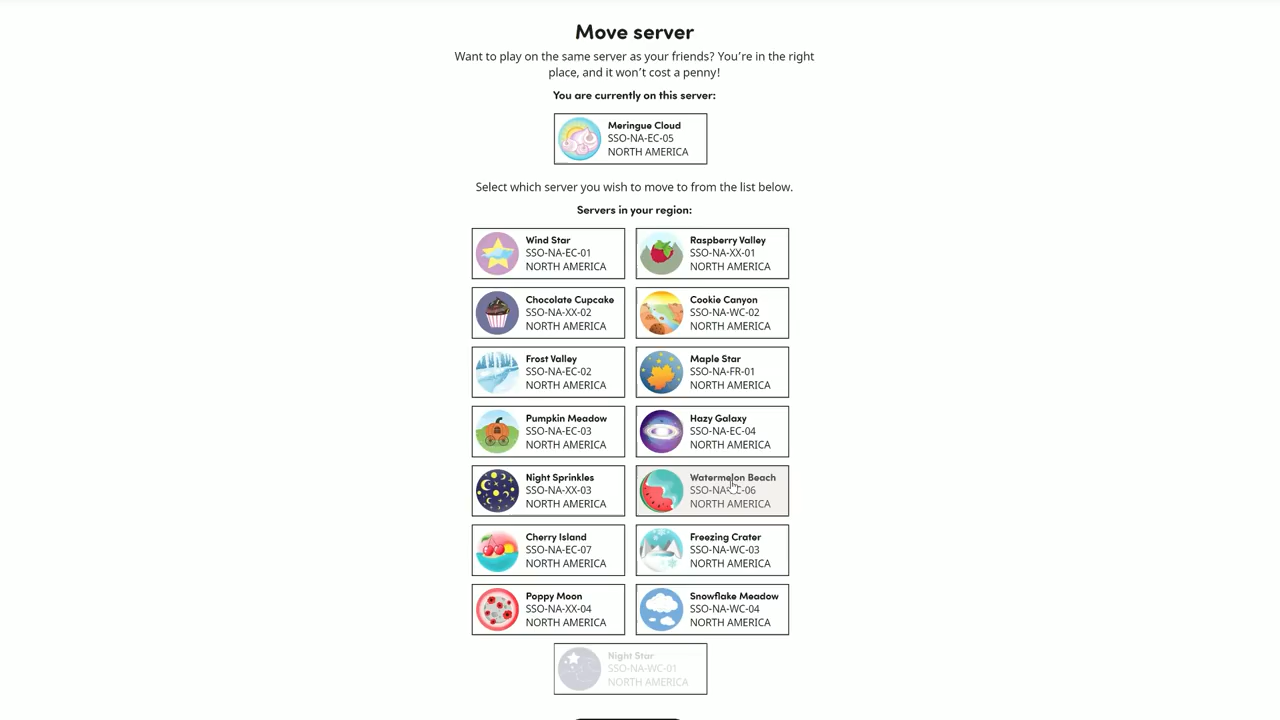 Move server
Want to play on the same server as your friends? You're in the right
place, and it won't cost a penny!
You are currently on this server:
Meringue Cloud
SSO-NA-EC-05
NORTH AMERICA
Select which server you wish to move to from the list below.
Servers in your region:
Wind Star
SSO-NA-EC-01
NORTH AMERICA
Raspberry Valley
SSO-NA-XX-01
NORTH AMERICA
Chocolate Cupcake
SSO-NA-XX-02
NORTH AMERICA
Cookie Canyon
SSO-NA-WC-02
NORTH AMERICA
Frost Valley
SSO-NA-EC-02
NORTH AMERICA
Maple Star
SSO-NA-FR-01
NORTH AMERICA
Pumpkin Meadow
SSO-NA-EC-03
NORTH AMERICA
Hazy Galaxy
SSO-NA-EC-04
NORTH AMERICA
Night Sprinkles
SSO-NA-XX-03
NORTH AMERICA
Watermelon Beach
NORTH AMERICA
Cherry Island
SSO-NA-EC-07
NORTH AMERICA
Freezing Crater
SSO-NA-WC-03
NORTH AMERICA
Poppy Moon
SSO-NA-XX-04
NORTH AMERICA
Snowflake Meadow
SSO-NA-WC-04
NORTH AMERICA
Night Star
SSO-NA-WC-01
NORTH AMERICA